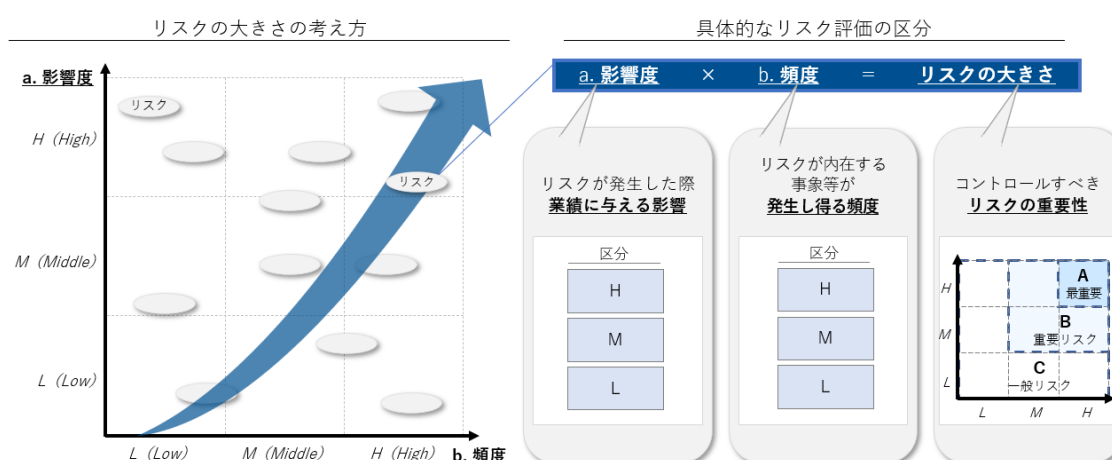 リスクの大きさの考え方
a. 影響度
リスク
H (High)
リスク
M (Middle)
L (Low)
L (Low)
M (Middle)
H (High)
b. 頻度
具体的なリスク評価の区分
a. 影響度 × b. 頻度 = リスクの大きさ
リスクが発生した際
業績に与える影響
区分
H
M
L
リスクが内在する
事象等が
発生し得る頻度
区分
H
M
L
コントロールすべき
リスクの重要性
H
M
L
A
最重要
B
重要リスク
C
一般リスク
L
M
H